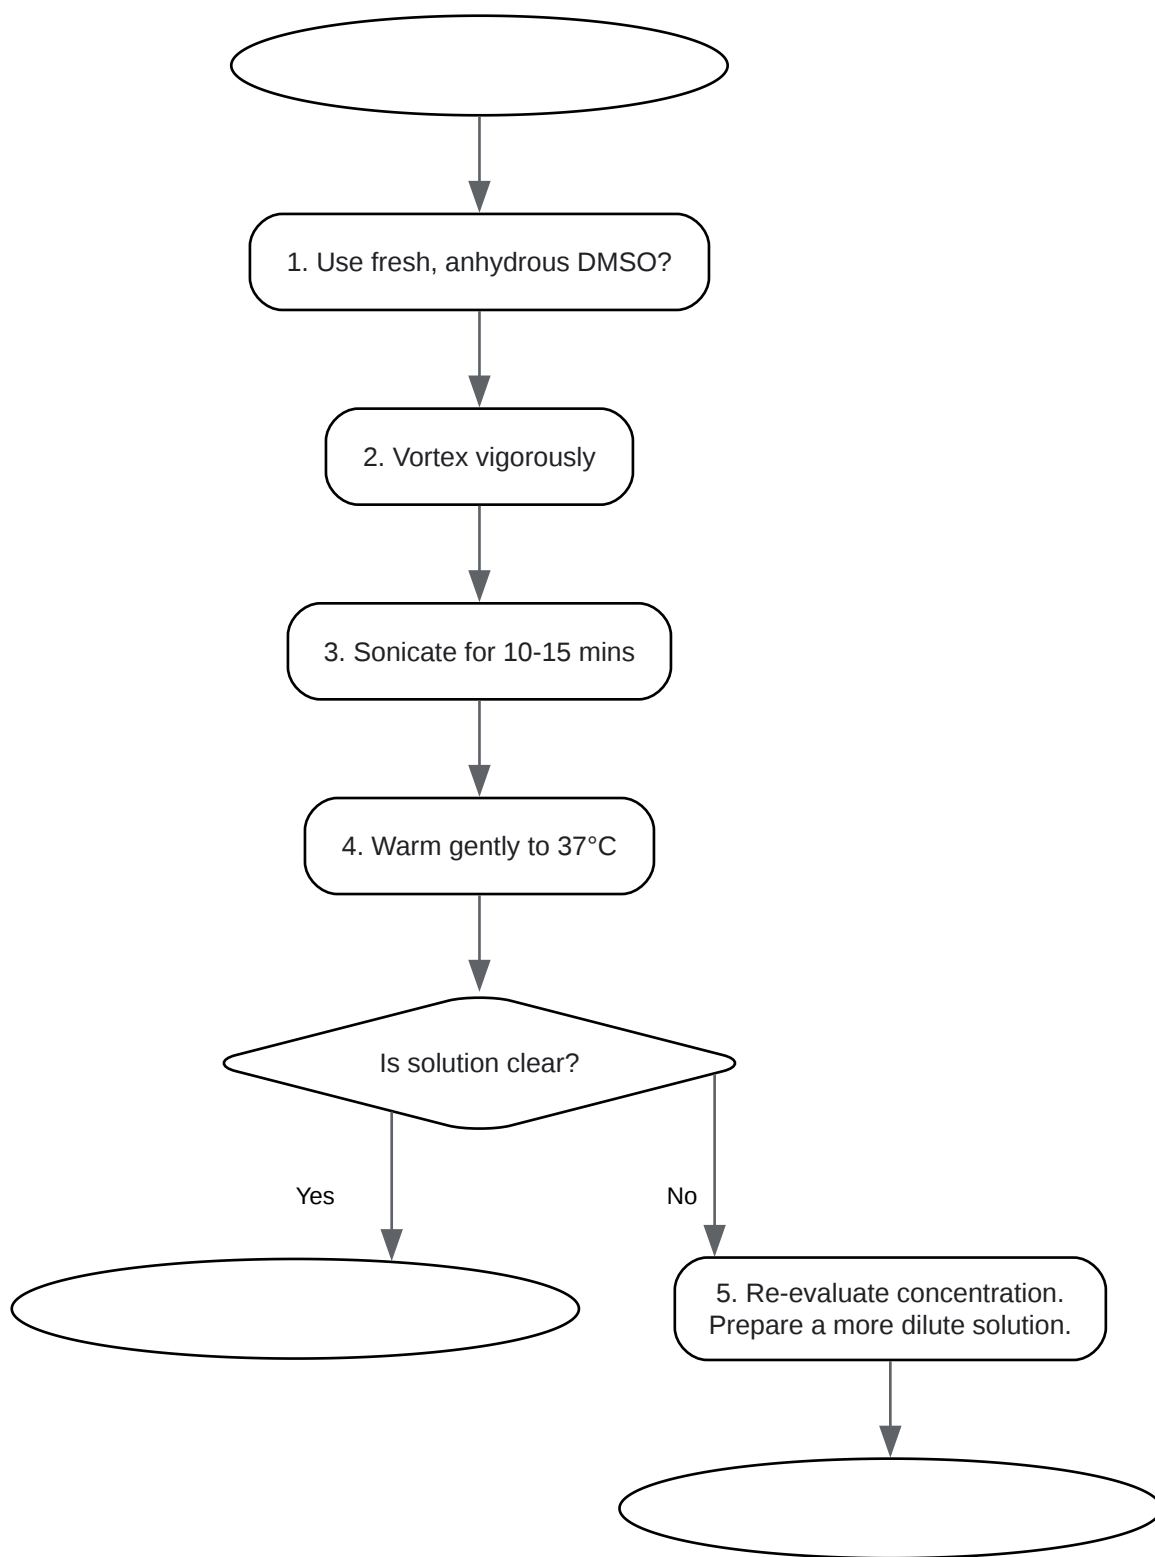 1. Use fresh, anhydrous DMSO?
2. Vortex vigorously
3. Sonicate for 10-15 mins
4. Warm gently to 37°C
Is solution clear?
Yes
No
5. Re-evaluate concentration.
Prepare a more dilute solution.